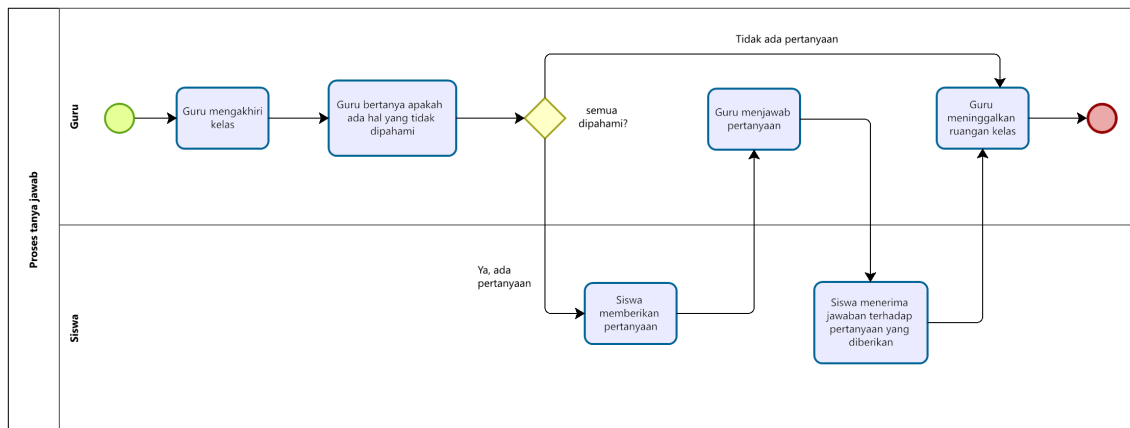 Proses tanya jawab
Guru
Guru mengakhiri
kelas
Guru bertanya apakah
ada hal yang tidak
dipahami
semua
dipahami?
Tidak ada pertanyaan
Guru menjawab
pertanyaan
Guru
meninggalkan
ruangan kelas
Siswa
Ya, ada
pertanyaan
Siswa
memberikan
pertanyaan
Siswa menerima
jawaban terhadap
pertanyaan yang
diberikan